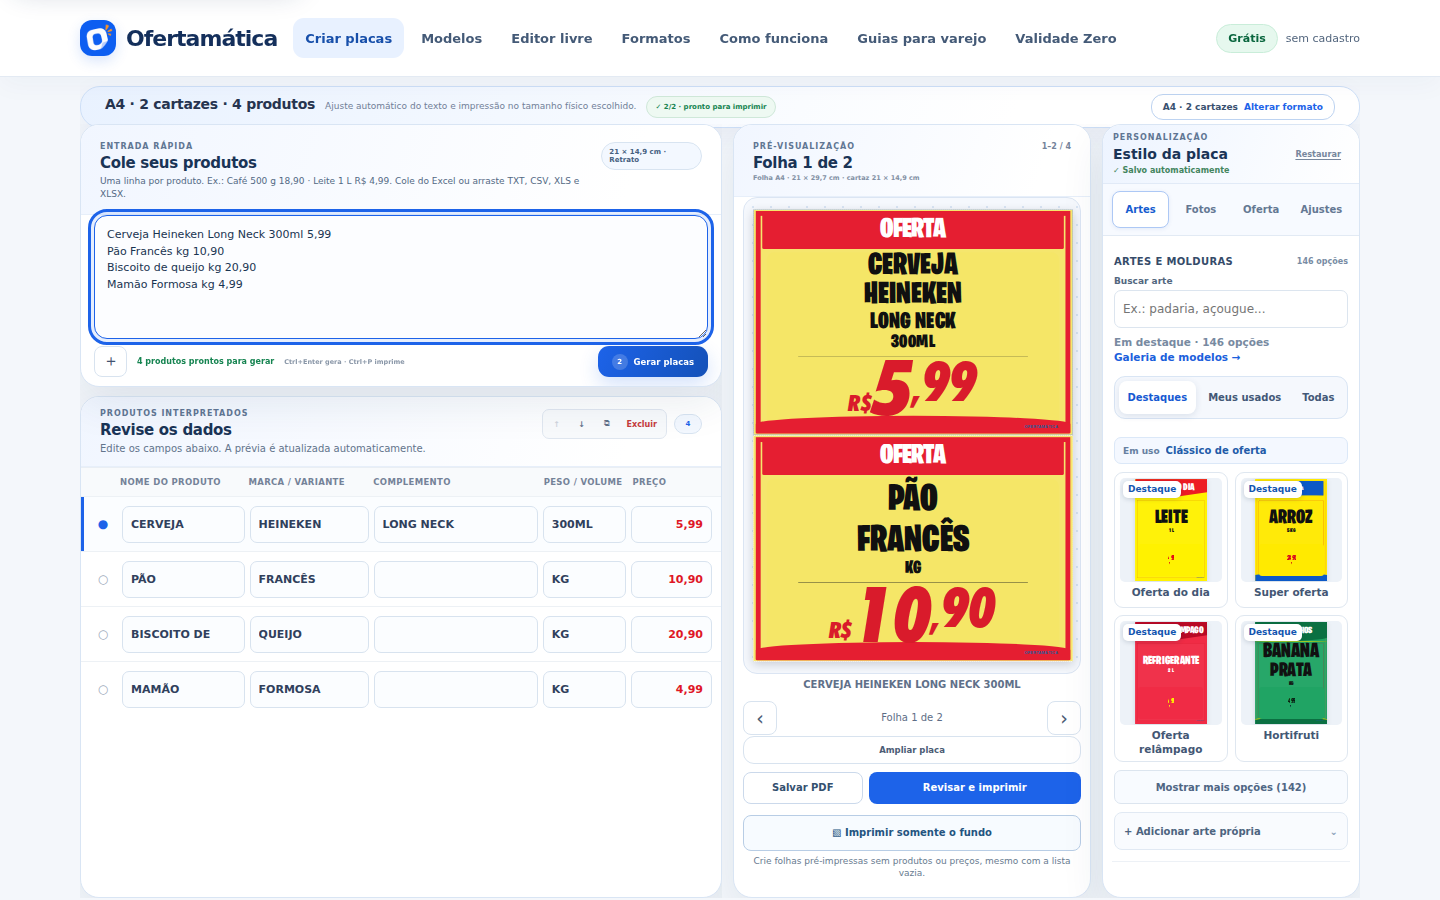 Ofertamática
Criar placas
Modelos
Editor livre
Formatos
Como funciona
Guias para varejo
Validade Zero
Grátis
sem cadastro
A4 · 2 cartazes · 4 produtos
Ajuste automático do texto e impressão no tamanho físico escolhido.
✓ 2/2 · pronto para imprimir
A4 · 2 cartazes Alterar formato
ENTRADA RÁPIDA
Cole seus produtos
Uma linha por produto. Ex.: Café 500 g 18,90 · Leite 1 L R$ 4,99. Cole do Excel ou arraste TXT, CSV, XLS e
XLSX.
21 × 14,9 cm ·
Retrato
Cerveja Heineken Long Neck 300ml 5,99
Pão Francês kg 10,90
Biscoito de queijo kg 20,90
Mamão Formosa kg 4,99
+
4 produtos prontos para gerar
Ctrl+Enter gera · Ctrl+P imprime
2 Gerar placas
PRODUTOS INTERPRETADOS
Revise os dados
Edite os campos abaixo. A prévia é atualizada automaticamente.
↑ ↓ ⧉ Excluir
4
NOME DO PRODUTO MARCA / VARIANTE COMPLEMENTO PESO / VOLUME PREÇO
CERVEJA HEINEKEN LONG NECK 300ML 5,99
PÃO FRANCÊS KG 10,90
BISCOITO DE QUEIJO KG 20,90
MAMÃO FORMOSA KG 4,99
PRÉ-VISUALIZAÇÃO
Folha 1 de 2
Folha A4 · 21 × 29,7 cm · cartaz 21 × 14,9 cm
1–2 / 4
OFERTA
CERVEJA
HEINEKEN
LONG NECK
300ML
R$5,99
OFERTA
PÃO
FRANCÊS
KG
R$10,90
CERVEJA HEINEKEN LONG NECK 300ML
‹
Folha 1 de 2
›
Ampliar placa
Salvar PDF
Revisar e imprimir
▧ Imprimir somente o fundo
Crie folhas pré-impressas sem produtos ou preços, mesmo com a lista
vazia.
PERSONALIZAÇÃO
Estilo da placa
✓ Salvo automaticamente
Restaurar
Artes
Fotos
Oferta
Ajustes
ARTES E MOLDURAS
146 opções
Buscar arte
Ex.: padaria, açougue...
Em destaque · 146 opções
Galeria de modelos →
Destaques
Meus usados
Todas
Em uso Clássico de oferta
Destaque
DIA
LEITE
1 L
Oferta do dia
Destaque
ARROZ
5KG
Super oferta
Destaque
REFRIGERANTE
2 L
Oferta
relâmpago
Destaque
BANANA
PRATA
Hortifruti
Mostrar mais opções (142)
+ Adicionar arte própria